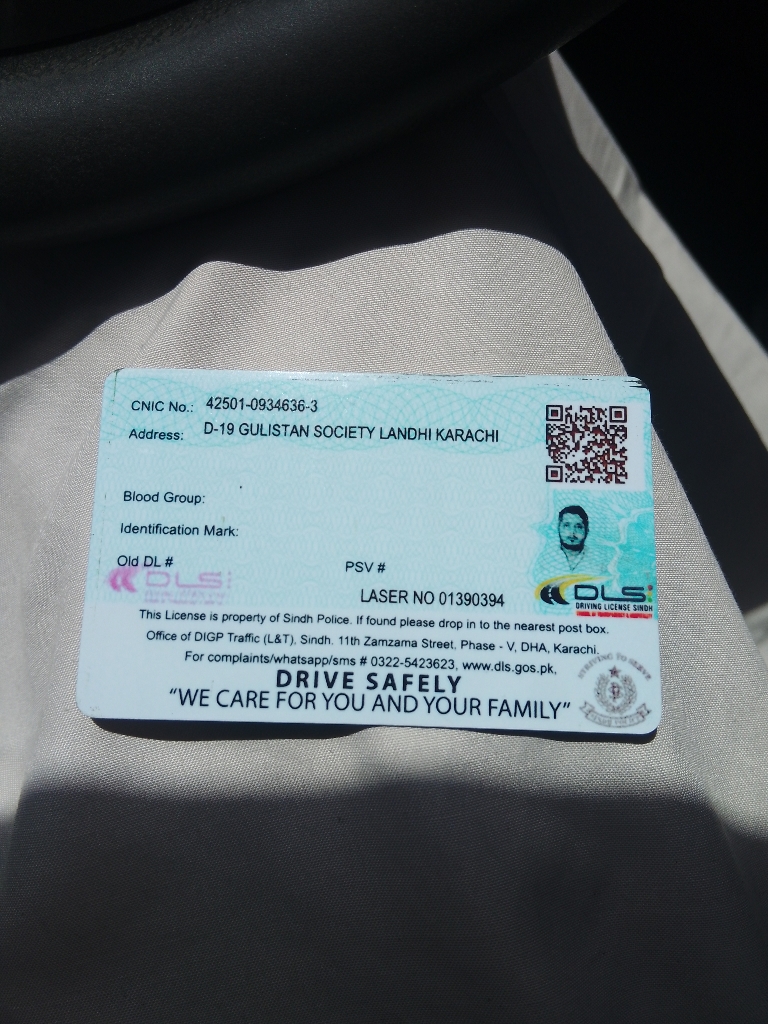 CNIC No.: 42501-0934636-3
Address: D-19 GULISTAN SOCIETY LANDHI KARACHI
Blood Group:
Identification Mark:
Old DL #
PSV #
DLS
DLS
DRIVING LICENSE SINDH
LASER NO 01390394
This License is property of Sindh Police. If found please drop in to the nearest post box.
Office of DIGP Traffic (L&T), Sindh. 11th Zamzama Street, Phase - V, DHA, Karachi.
For complaints/whatsapp/sms # 0322-5423623, www.dls.gos.pk,
DRIVE SAFELY
"WE CARE FOR YOU AND YOUR FAMILY"
STRIVING TO SERVE